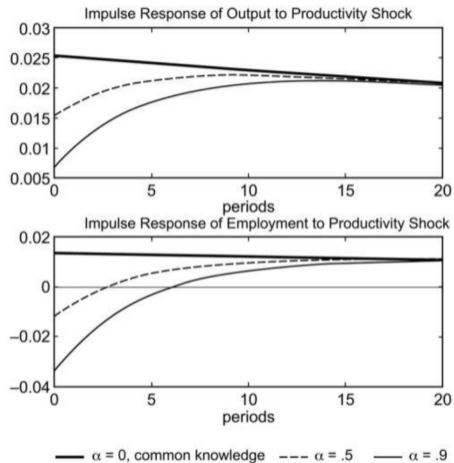 Impulse Response of Output to Productivity Shock
0.03
0.025
0.02
0.015
0.01
0.005
0 5 10 15 20
periods
Impulse Response of Employment to Productivity Shock
0.02
0
−0.02
−0.04
0 5 10 15 20
periods
α = 0, common knowledge α = .5 α = .9